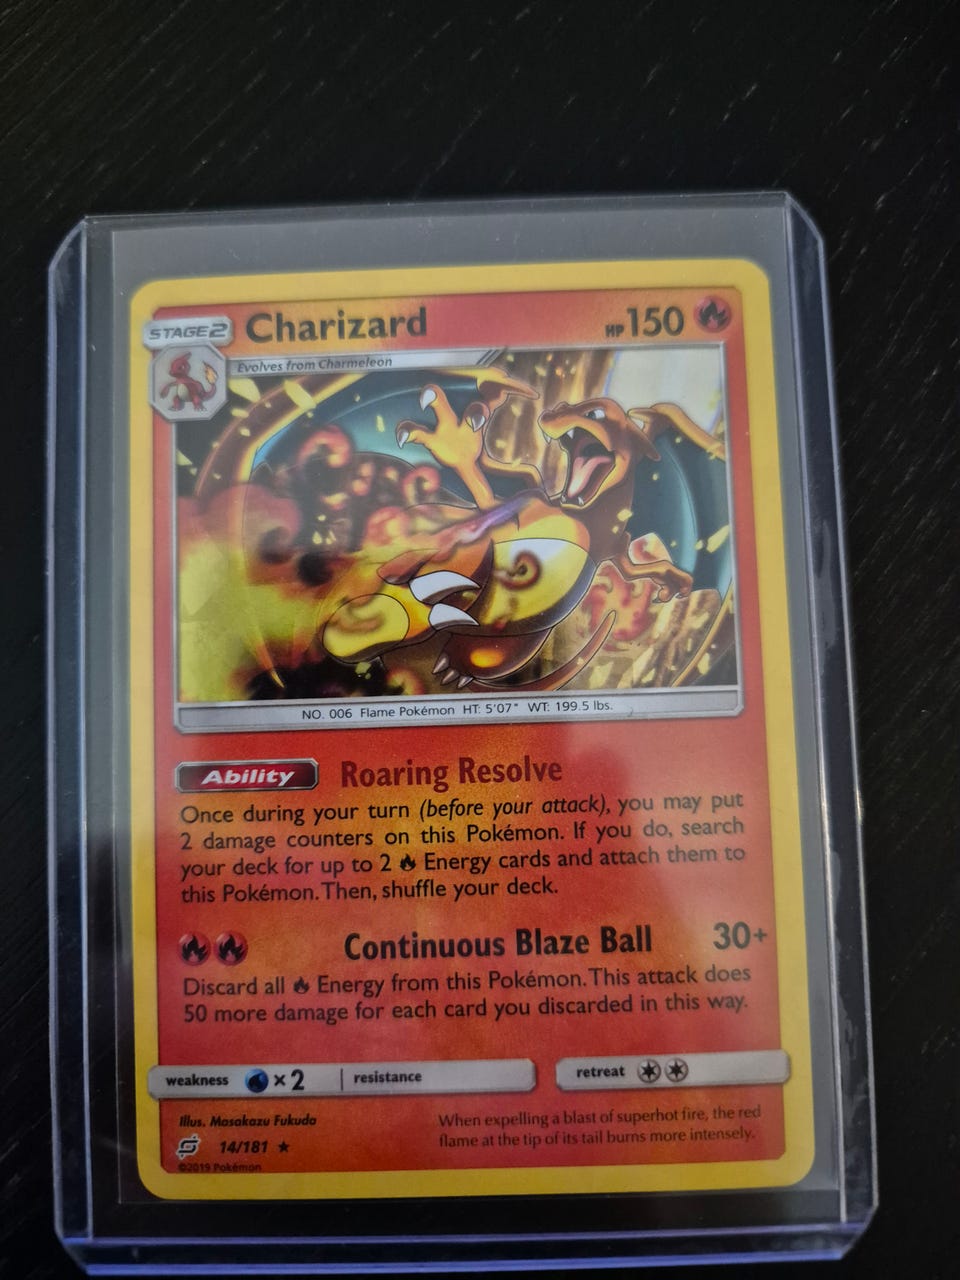 STAGE2 Charizard HP150
Evolves from Charmeleon
NO. 006 Flame Pokémon HT: 5'07" WT: 199.5 lbs.
Ability Roaring Resolve
Once during your turn (before your attack), you may put
2 damage counters on this Pokémon. If you do, search
your deck for up to 2 Energy cards and attach them to
this Pokémon. Then, shuffle your deck.
Continuous Blaze Ball 30+
Discard all Energy from this Pokémon. This attack does
50 more damage for each card you discarded in this way.
weakness ×2 resistance retreat
Illus. Masakazu Fukuda
14/181 ★
©2019 Pokémon
When expelling a blast of superhot fire, the red
flame at the tip of its tail burns more intensely.